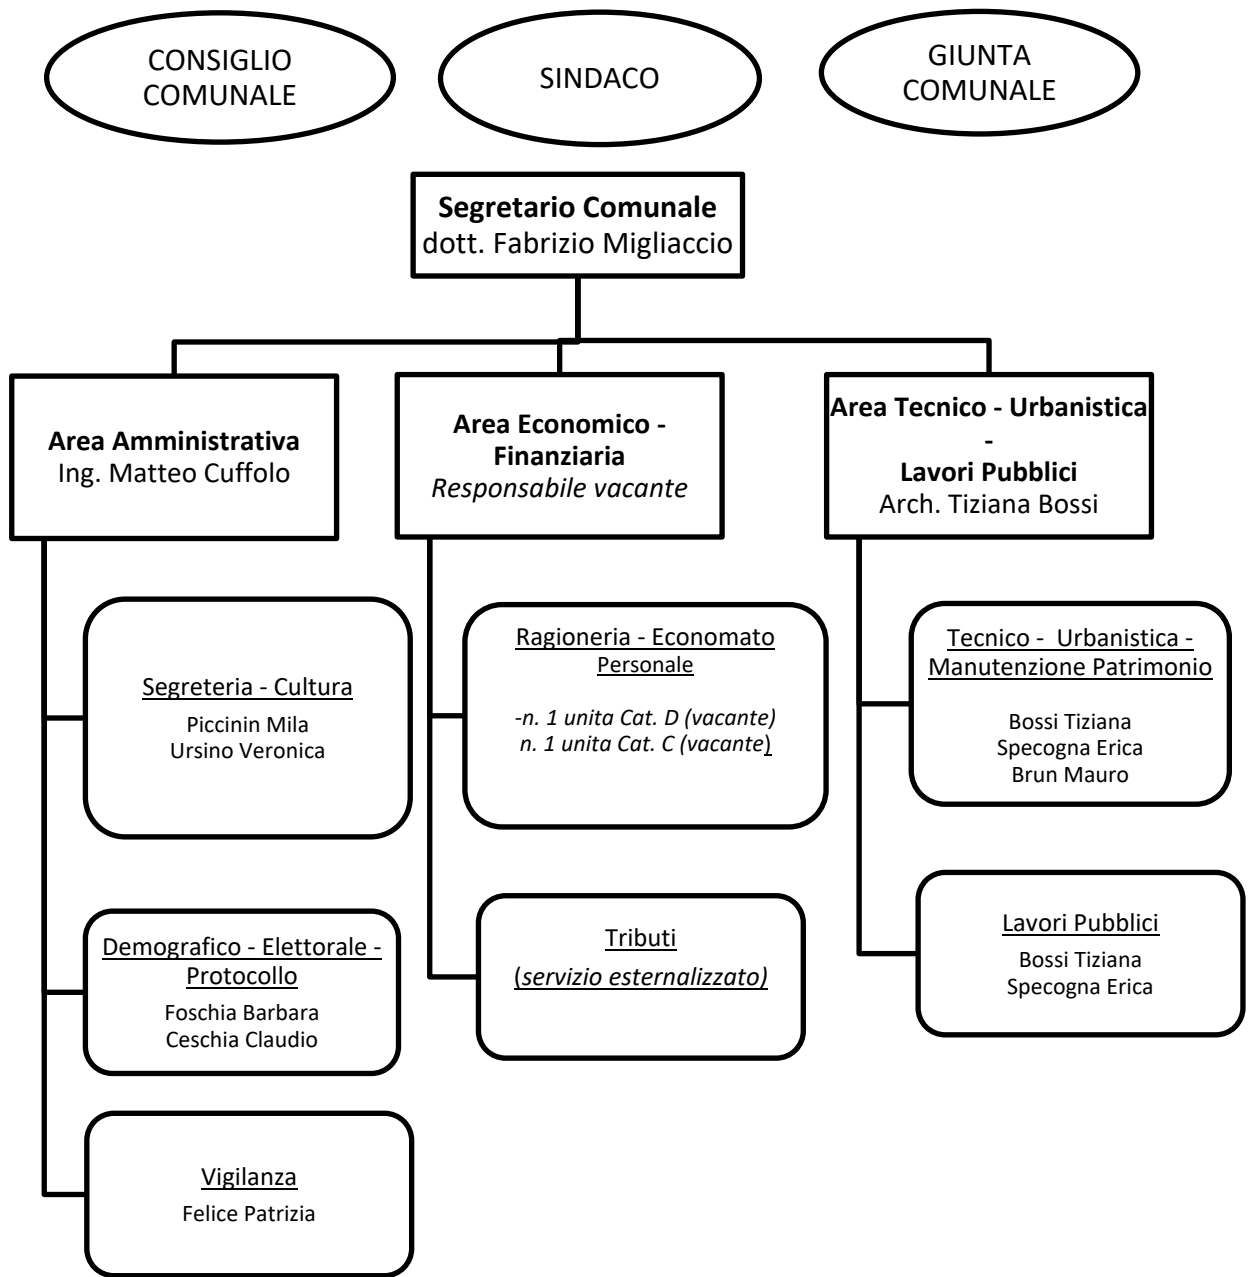 CONSIGLIO
COMUNALE
SINDACO
GIUNTA
COMUNALE
Segretario Comunale
dott. Fabrizio Migliaccio
Area Amministrativa
Ing. Matteo Cuffolo
Area Economico -
Finanziaria
Responsabile vacante
Area Tecnico - Urbanistica
-
Lavori Pubblici
Arch. Tiziana Bossi
Segreteria - Cultura
Piccinin Mila
Ursino Veronica
Ragioneria - Economato
Personale
-n. 1 unita Cat. D (vacante)
n. 1 unita Cat. C (vacante)
Tecnico - Urbanistica -
Manutenzione Patrimonio
Bossi Tiziana
Specogna Erica
Brun Mauro
Demografico - Elettorale -
Protocollo
Foschia Barbara
Ceschia Claudio
Tributi
(servizio esternalizzato)
Lavori Pubblici
Bossi Tiziana
Specogna Erica
Vigilanza
Felice Patrizia